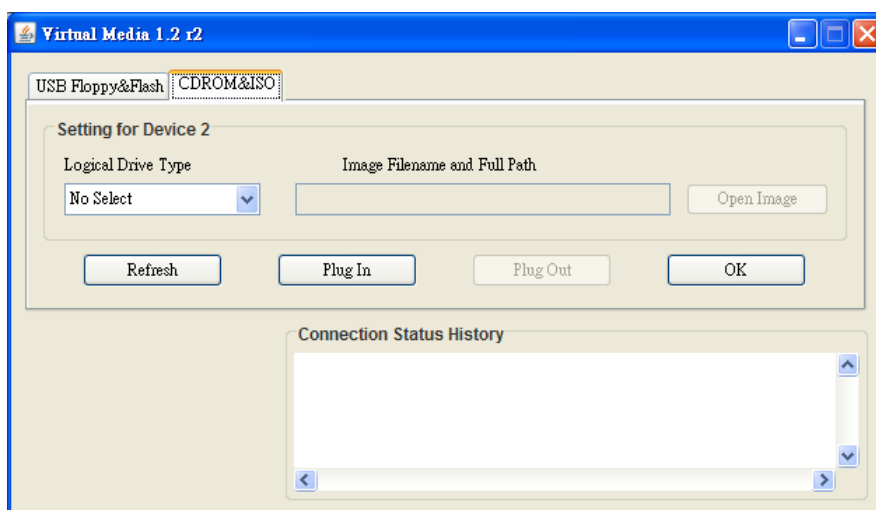 Virtual Media 1.2 r2
USB Floppy&Flash CDROM&ISO
Setting for Device 2
Logical Drive Type Image Filename and Full Path
No Select Open Image
Refresh Plug In Plug Out OK
Connection Status History